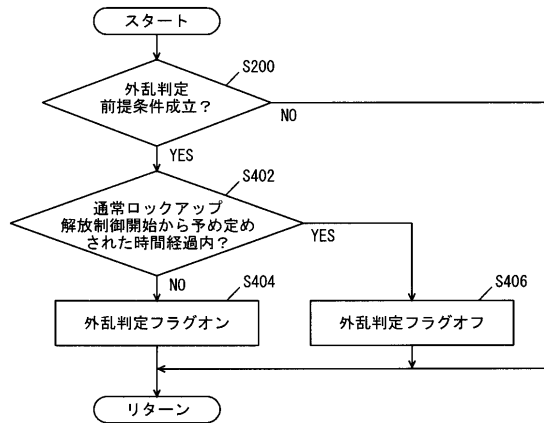 スタート
S200
外乱判定
前提条件成立?
NO
YES
S402
通常ロックアップ
解放制御開始から予め定め
された時間経過内?
YES
NO
S404
外乱判定フラグオン
S406
外乱判定フラグオフ
リターン